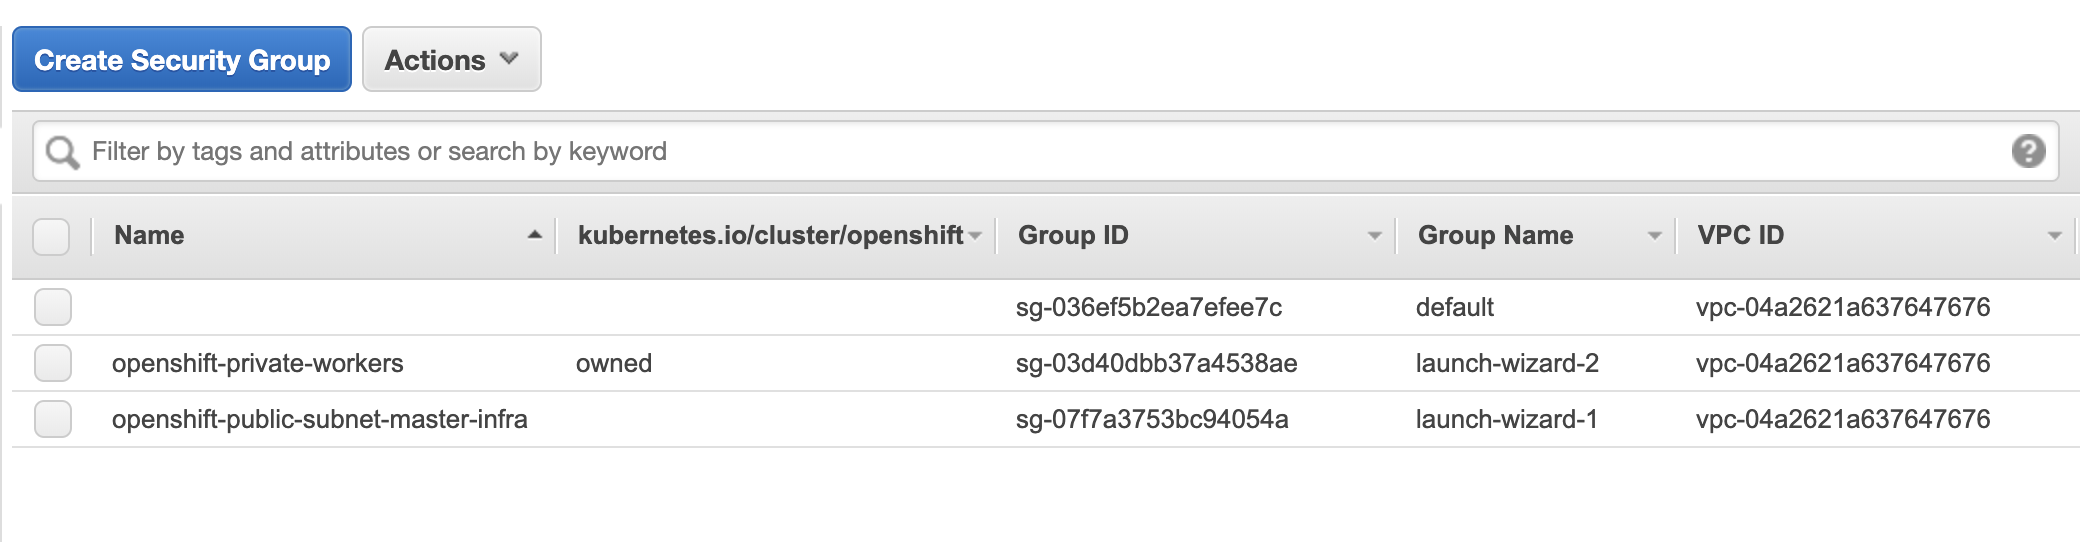 Create Security Group Actions
Filter by tags and attributes or search by keyword ?
Name kubernetes.io/cluster/openshift Group ID Group Name VPC ID
sg-036ef5b2ea7efee7c default vpc-04a2621a637647676
openshift-private-workers owned sg-03d40dbb37a4538ae launch-wizard-2 vpc-04a2621a637647676
openshift-public-subnet-master-infra sg-07f7a3753bc94054a launch-wizard-1 vpc-04a2621a637647676